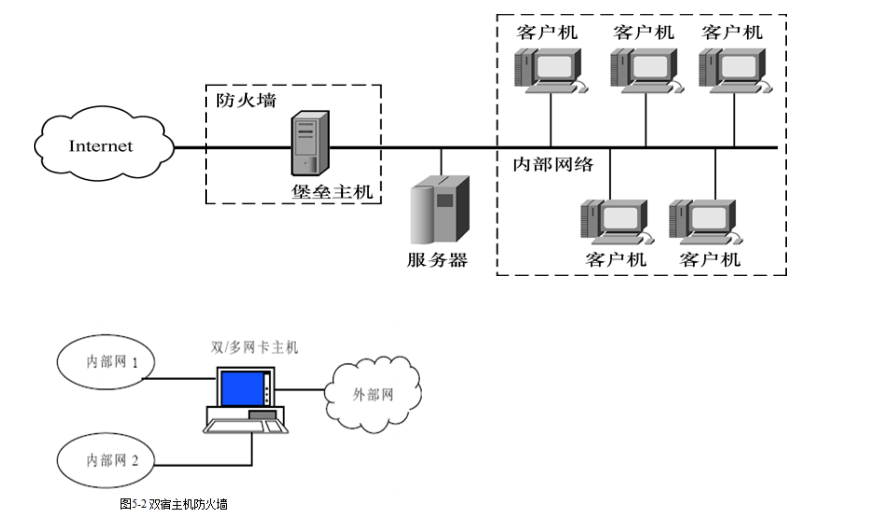 客户机 客户机 客户机
防火墙
Internet
内部网络
堡垒主机
服务器
客户机 客户机
双/多网卡主机
内部网 1
外部网
内部网 2
图5-2 双宿主机防火墙